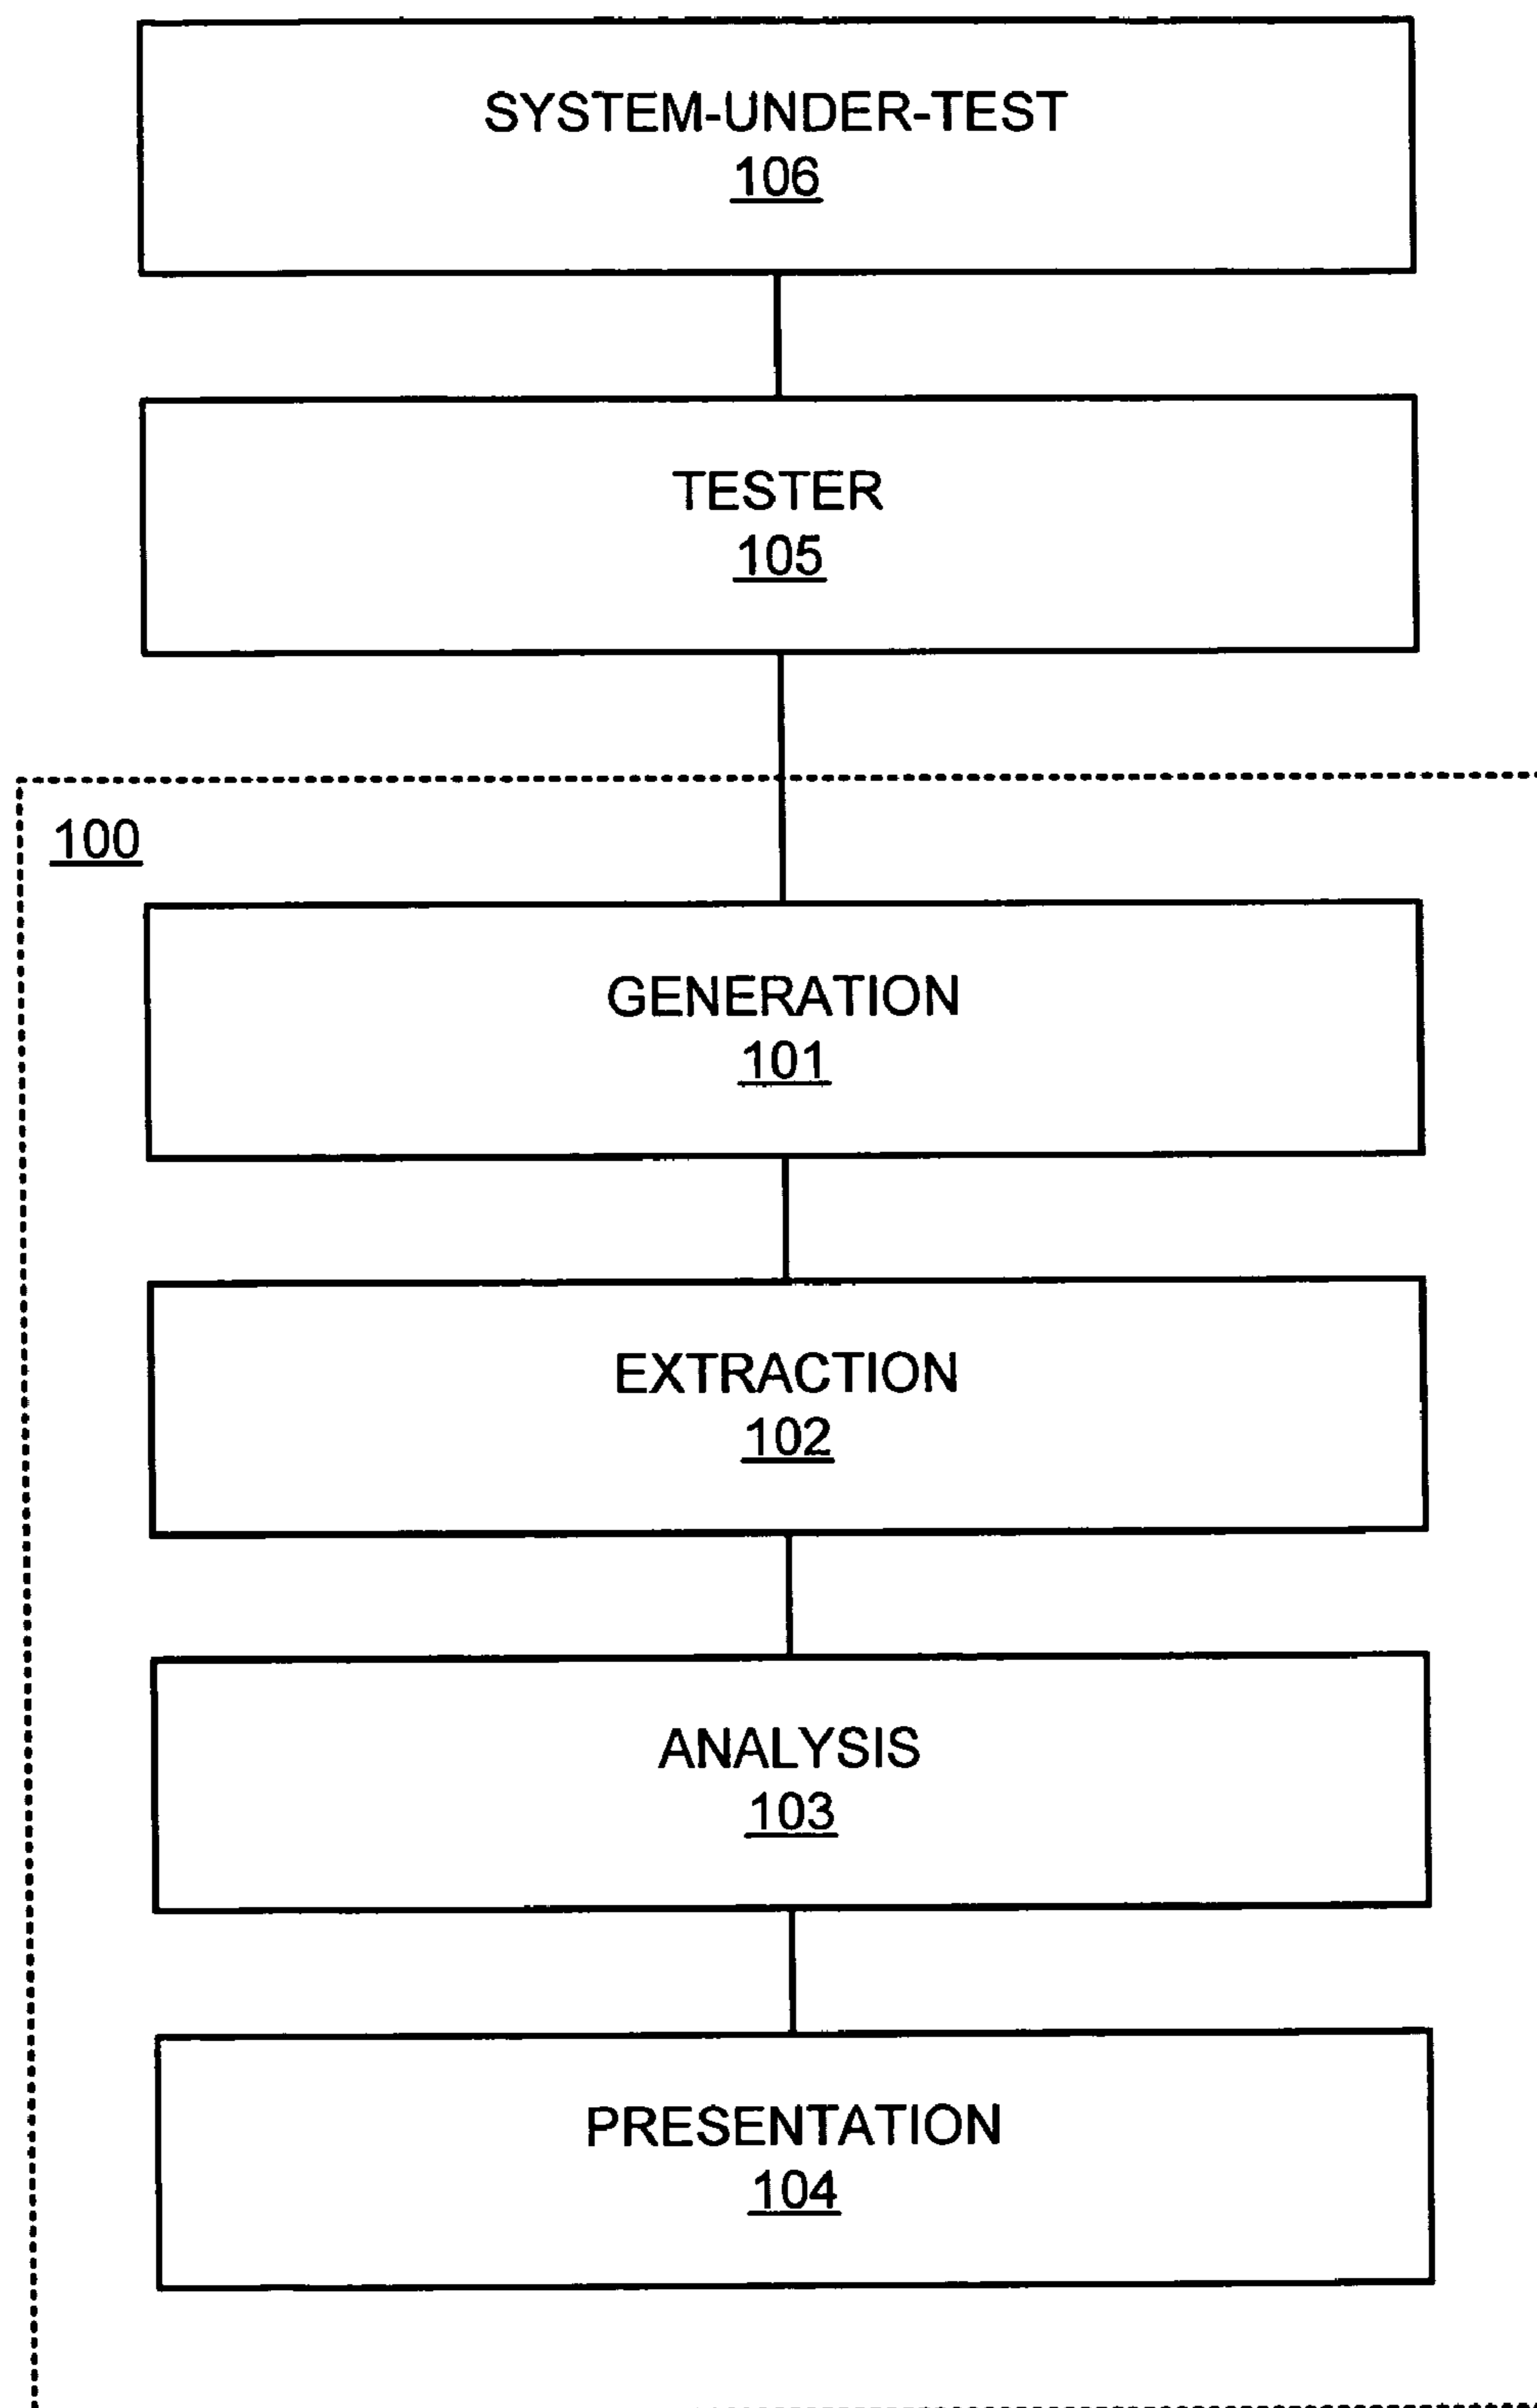 SYSTEM-UNDER-TEST
106
TESTER
105
100
GENERATION
101
EXTRACTION
102
ANALYSIS
103
PRESENTATION
104